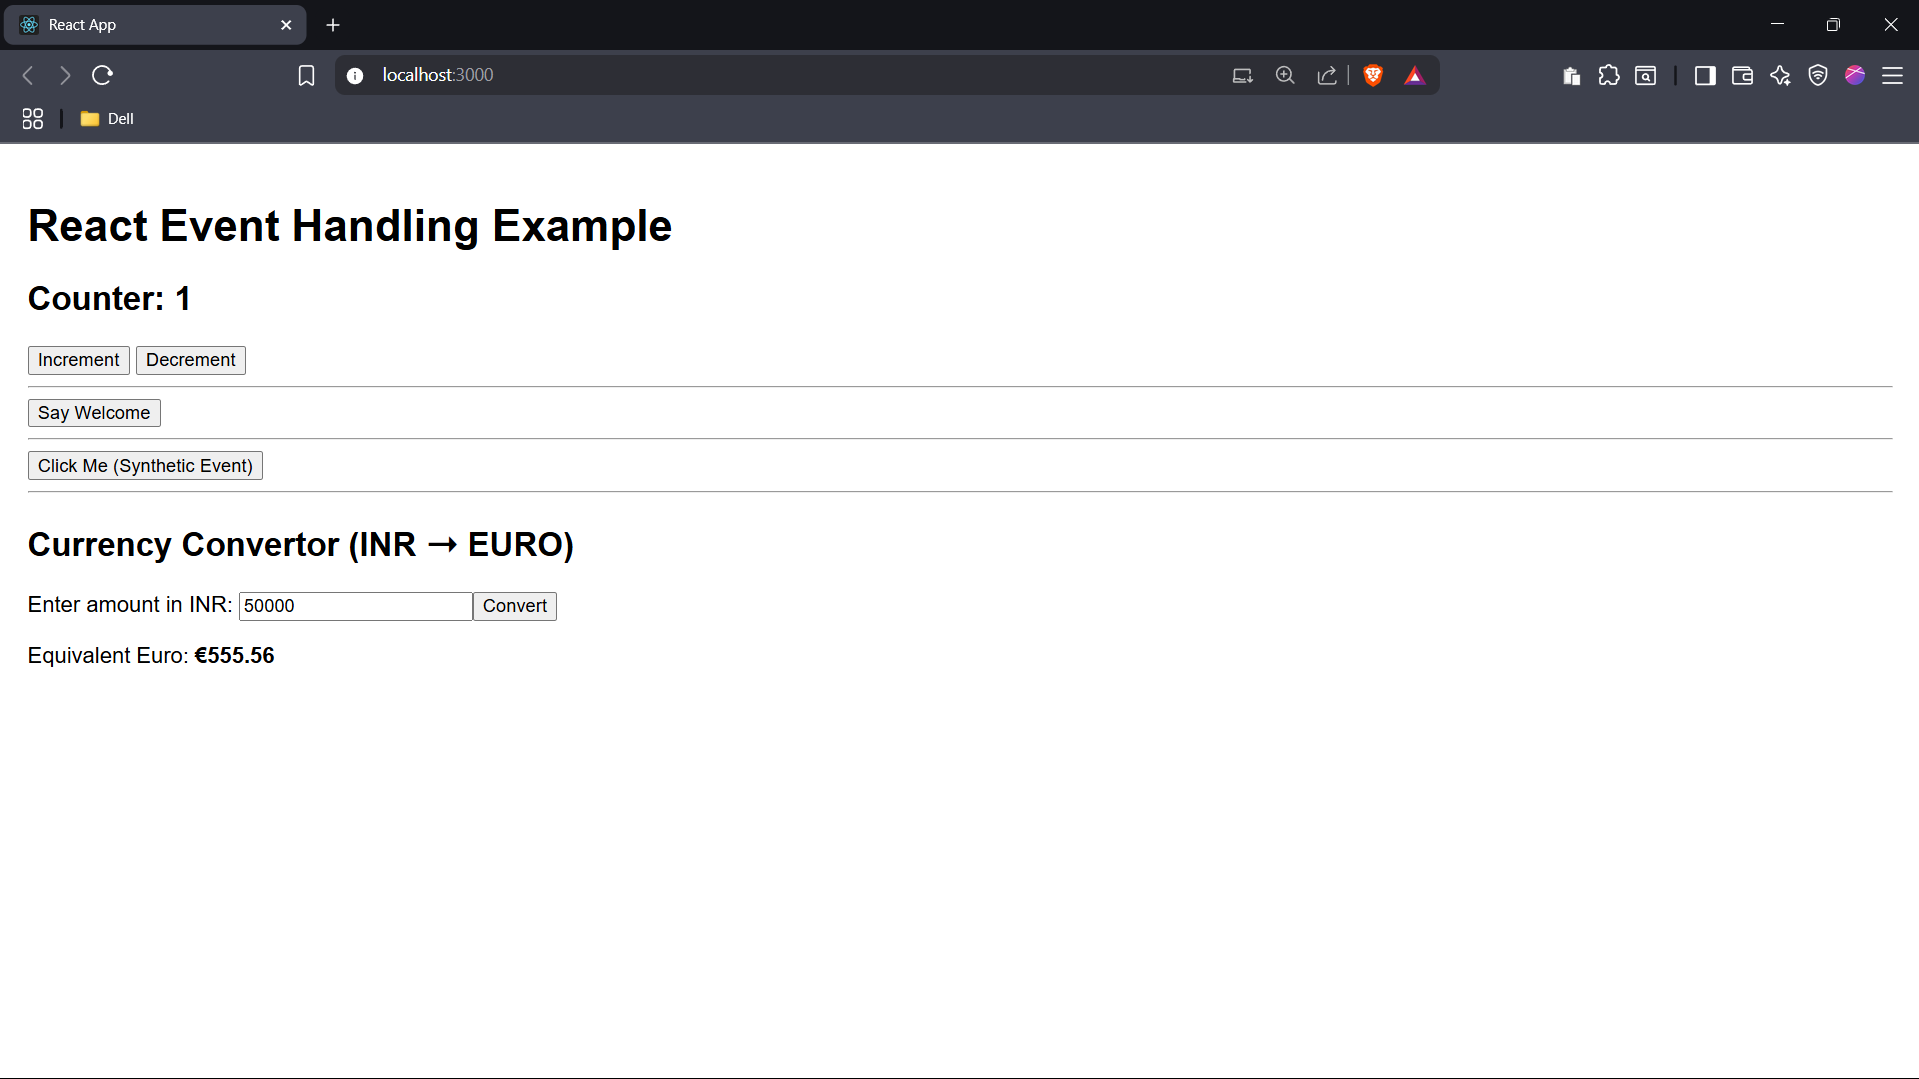 React App
localhost:3000
Dell
React Event Handling Example
Counter: 1
Increment Decrement
Say Welcome
Click Me (Synthetic Event)
Currency Convertor (INR → EURO)
Enter amount in INR: 50000 Convert
Equivalent Euro: €555.56